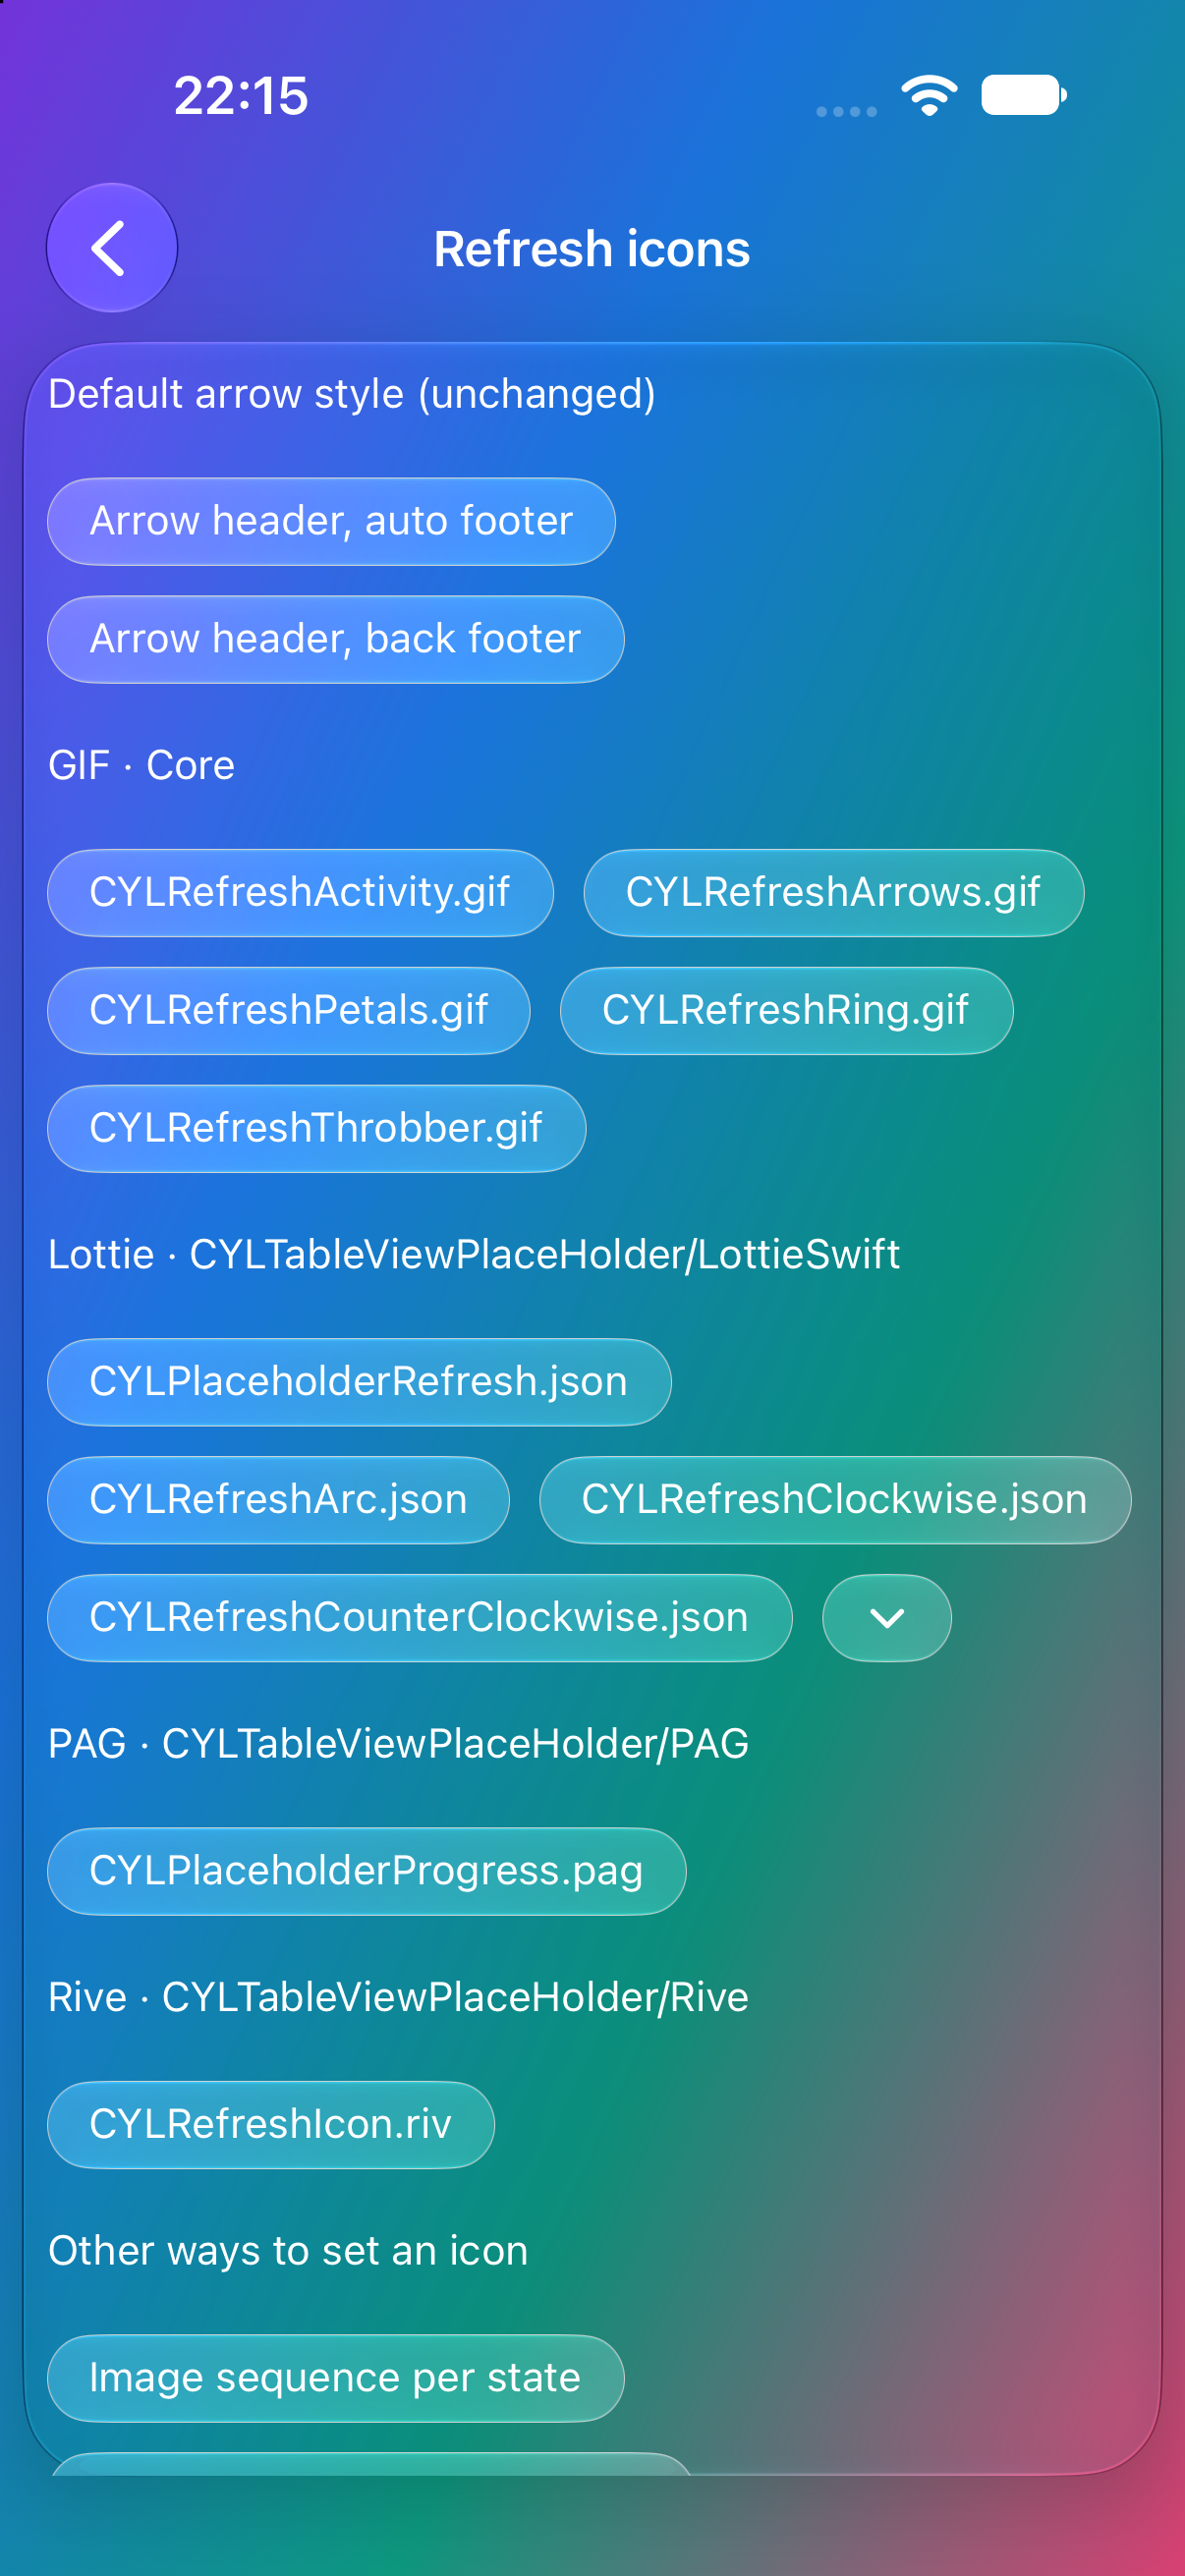 22:15
Refresh icons
Default arrow style (unchanged)
Arrow header, auto footer
Arrow header, back footer
GIF · Core
CYLRefreshActivity.gif
CYLRefreshArrows.gif
CYLRefreshPetals.gif
CYLRefreshRing.gif
CYLRefreshThrobber.gif
Lottie · CYLTableViewPlaceHolder/LottieSwift
CYLPlaceholderRefresh.json
CYLRefreshArc.json
CYLRefreshClockwise.json
CYLRefreshCounterClockwise.json
PAG · CYLTableViewPlaceHolder/PAG
CYLPlaceholderProgress.pag
Rive · CYLTableViewPlaceHolder/Rive
CYLRefreshIcon.riv
Other ways to set an icon
Image sequence per state